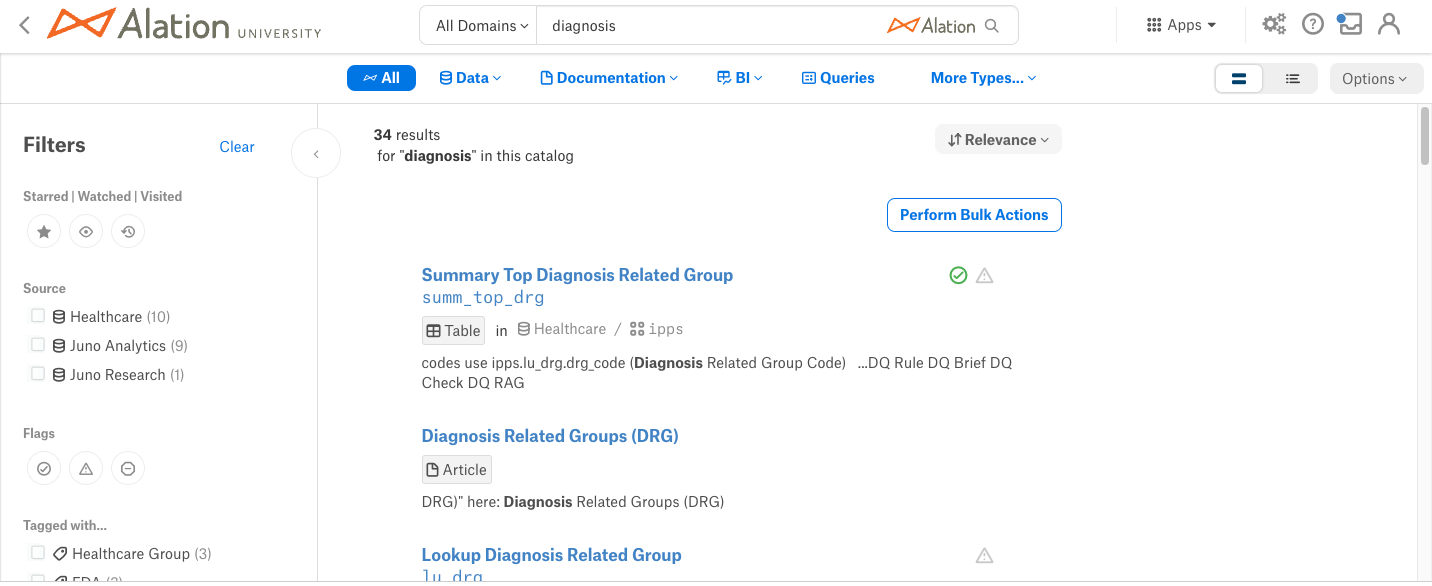 Alation UNIVERSITY
All Domains
diagnosis
Alation
Apps
All
Data
Documentation
BI
Queries
More Types...
Options
Filters
Clear
Starred | Watched | Visited
Source
Healthcare (10)
Juno Analytics (9)
Juno Research (1)
Flags
Tagged with...
Healthcare Group (3)
34 results
for "diagnosis" in this catalog
Relevance
Perform Bulk Actions
Summary Top Diagnosis Related Group
summ_top_drg
Table in Healthcare / ipps
codes use ipps.lu_drg.drg_code (Diagnosis Related Group Code) ...DQ Rule DQ Brief DQ
Check DQ RAG
Diagnosis Related Groups (DRG)
Article
DRG)" here: Diagnosis Related Groups (DRG)
Lookup Diagnosis Related Group
lu_drg